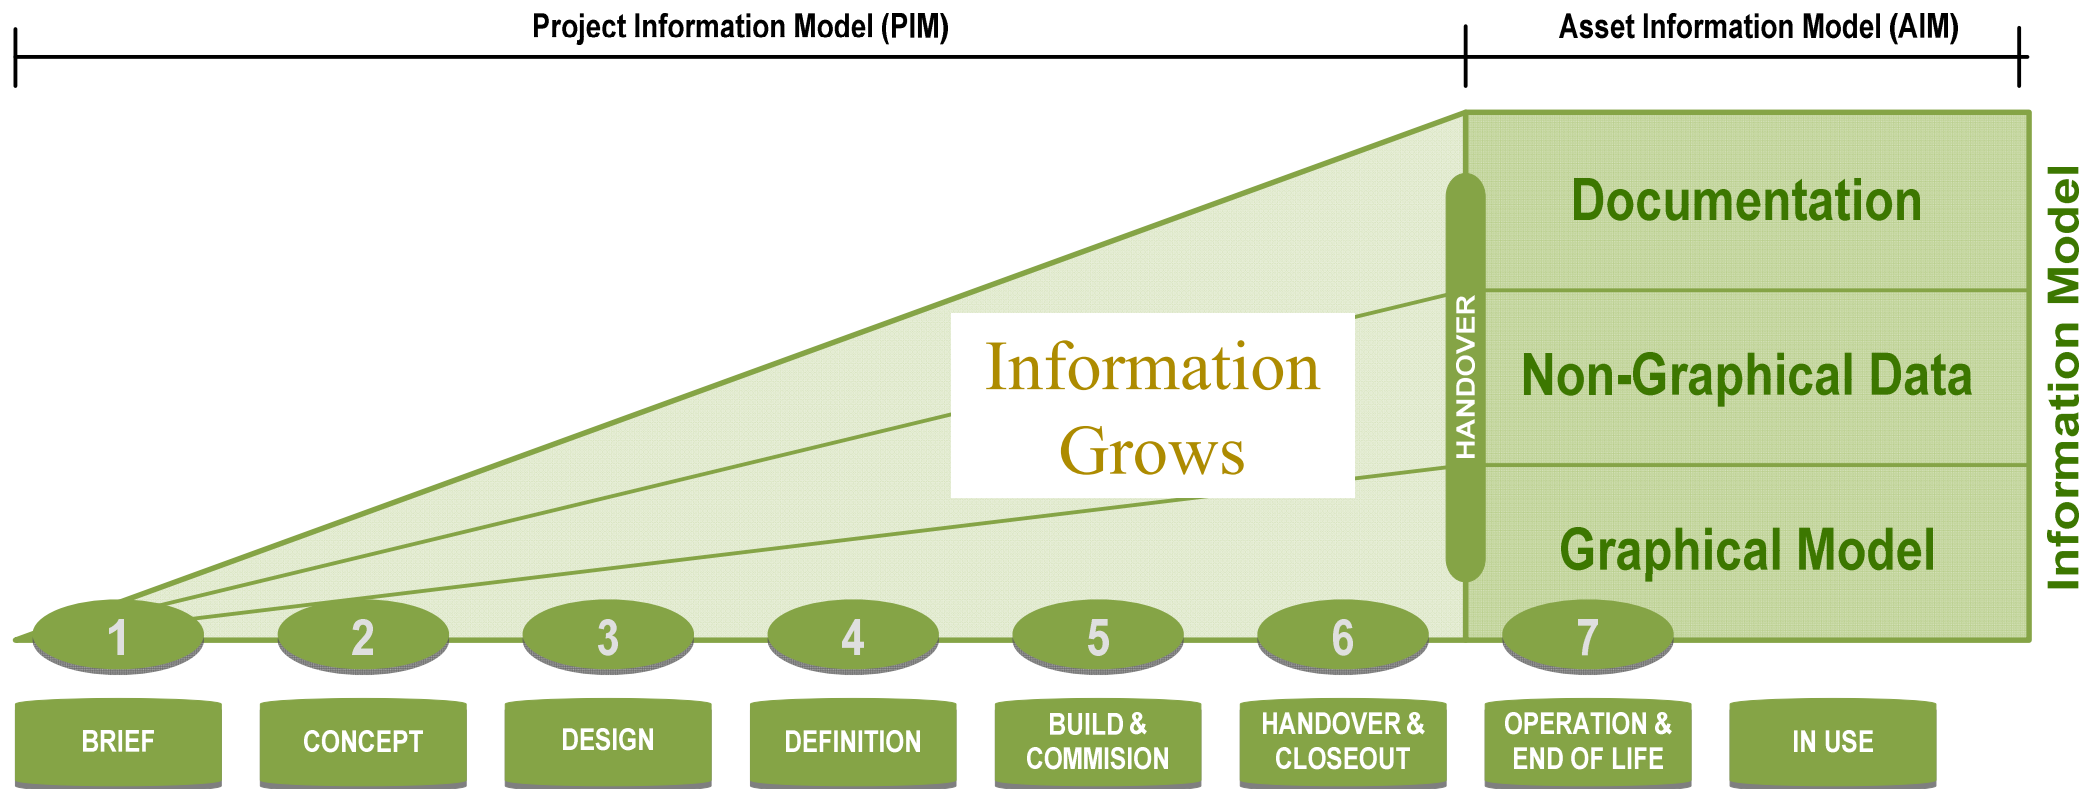 Project Information Model (PIM)
Asset Information Model (AIM)
Documentation
Non-Graphical Data
Graphical Model
Information Model
HANDOVER
Information
Grows
1
2
3
4
5
6
7
BRIEF
CONCEPT
DESIGN
DEFINITION
BUILD &
COMMISION
HANDOVER &
CLOSEOUT
OPERATION &
END OF LIFE
IN USE